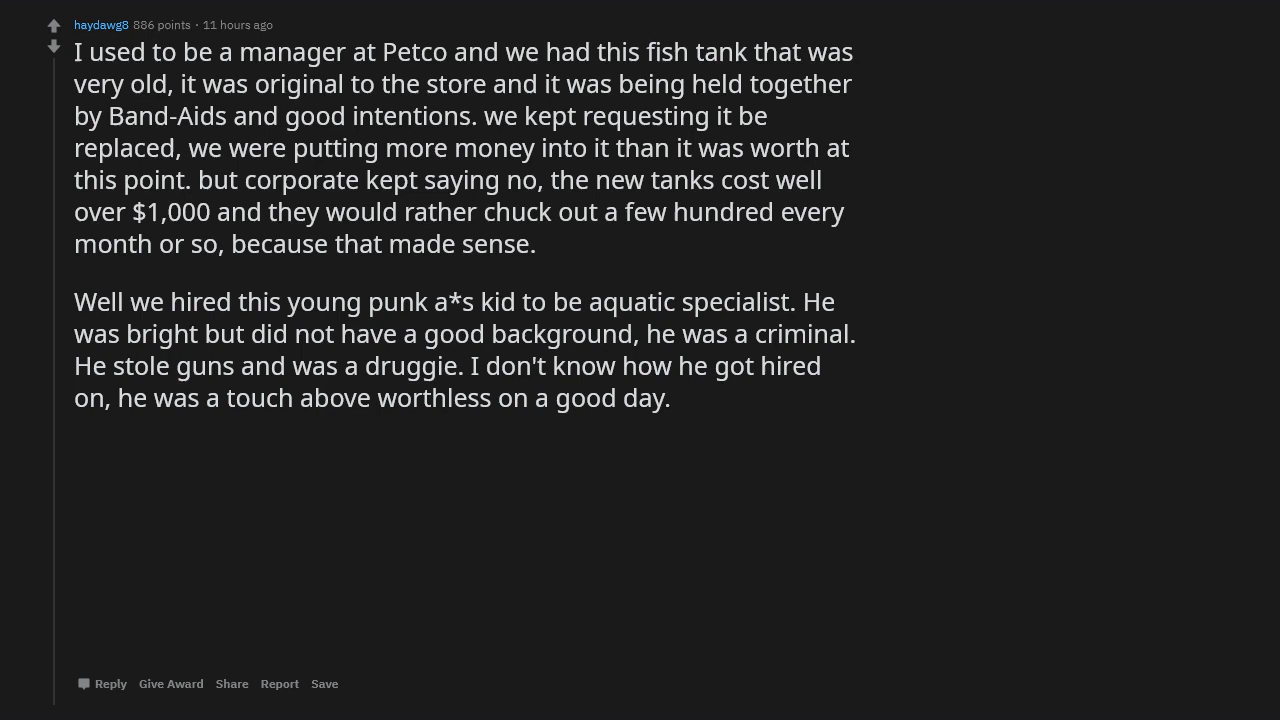 haydawg8 886 points · 11 hours ago
I used to be a manager at Petco and we had this fish tank that was
very old, it was original to the store and it was being held together
by Band-Aids and good intentions. we kept requesting it be
replaced, we were putting more money into it than it was worth at
this point. but corporate kept saying no, the new tanks cost well
over $1,000 and they would rather chuck out a few hundred every
month or so, because that made sense.
Well we hired this young punk a*s kid to be aquatic specialist. He
was bright but did not have a good background, he was a criminal.
He stole guns and was a druggie. I don't know how he got hired
on, he was a touch above worthless on a good day.
Reply Give Award Share Report Save